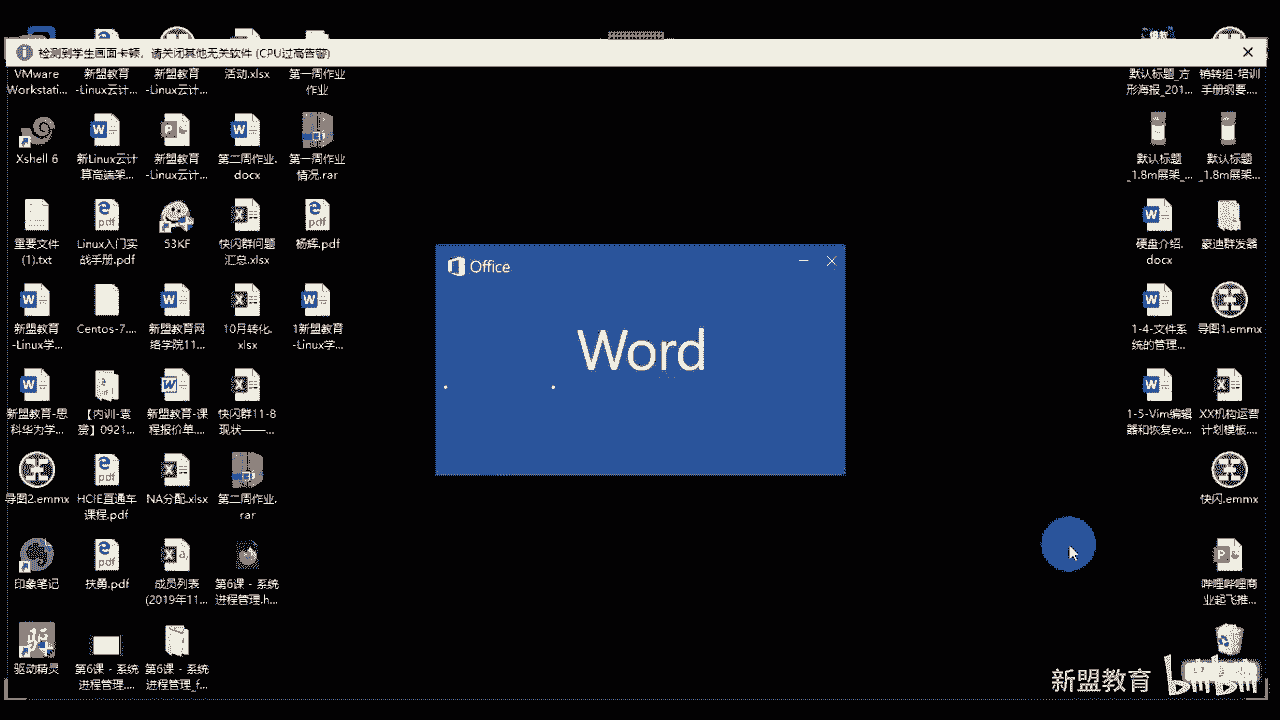 检测到学生画面卡顿，请关闭其他无关软件 (CPU过高告警)
VMware
Workstati...
新盟教育
-Linux云计...
新盟教育
-Linux云计...
活动.xlsx
第一周作业
作业
Xshell 6
新Linux云计
算高端架...
新盟教育
-Linux云计...
第二周作业.
docx
第一周作业
情况.rar
重要文件
(1).txt
Linux入门实
战手册.pdf
53KF
快闪群问题
汇总.xlsx
杨辉.pdf
新盟教育
-Linux学...
Centos-7....
新盟教育网
络学院11...
10月转化.
xlsx
1新盟教育
-Linux学...
新盟教育-思
科华为学...
【内训-袁
赟】0921...
新盟教育-课
程报价单....
快闪群11-8
现状——...
导图2.emmx
HCIE直通车
课程.pdf
NA分配.xlsx
第二周作业.
rar
印象笔记
扶勇.pdf
成员列表
(2019年11...
第6课 - 系统
进程管理.h...
驱动精灵
第6课 - 系统
进程管理....
第6课 - 系统
进程管理_f...
Office
Word
默认标题_方
形海报_201...
销转组-培训
手册纲要....
默认标题
_1.8m展架_...
默认标题
_1.8m展架...
硬盘介绍.
docx
豪迪群发器
1-4-文件系
统的管理...
导图1.emmx
1-5-Vim编辑
器和恢复ex...
XX机构运营
计划模板....
快闪.emmx
哔哩哔哩商
业起飞推...
新盟教育
bilibili